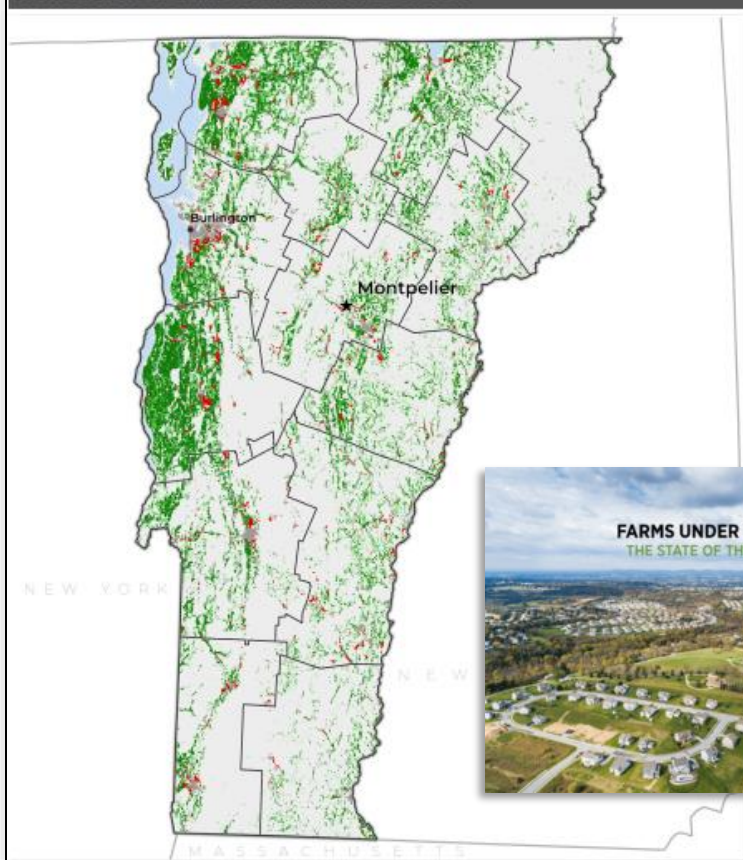 Burlington
Montpelier
FARMS UNDER
THE STATE OF TH
NEW YORK
NEW
MASSACHUSETTS